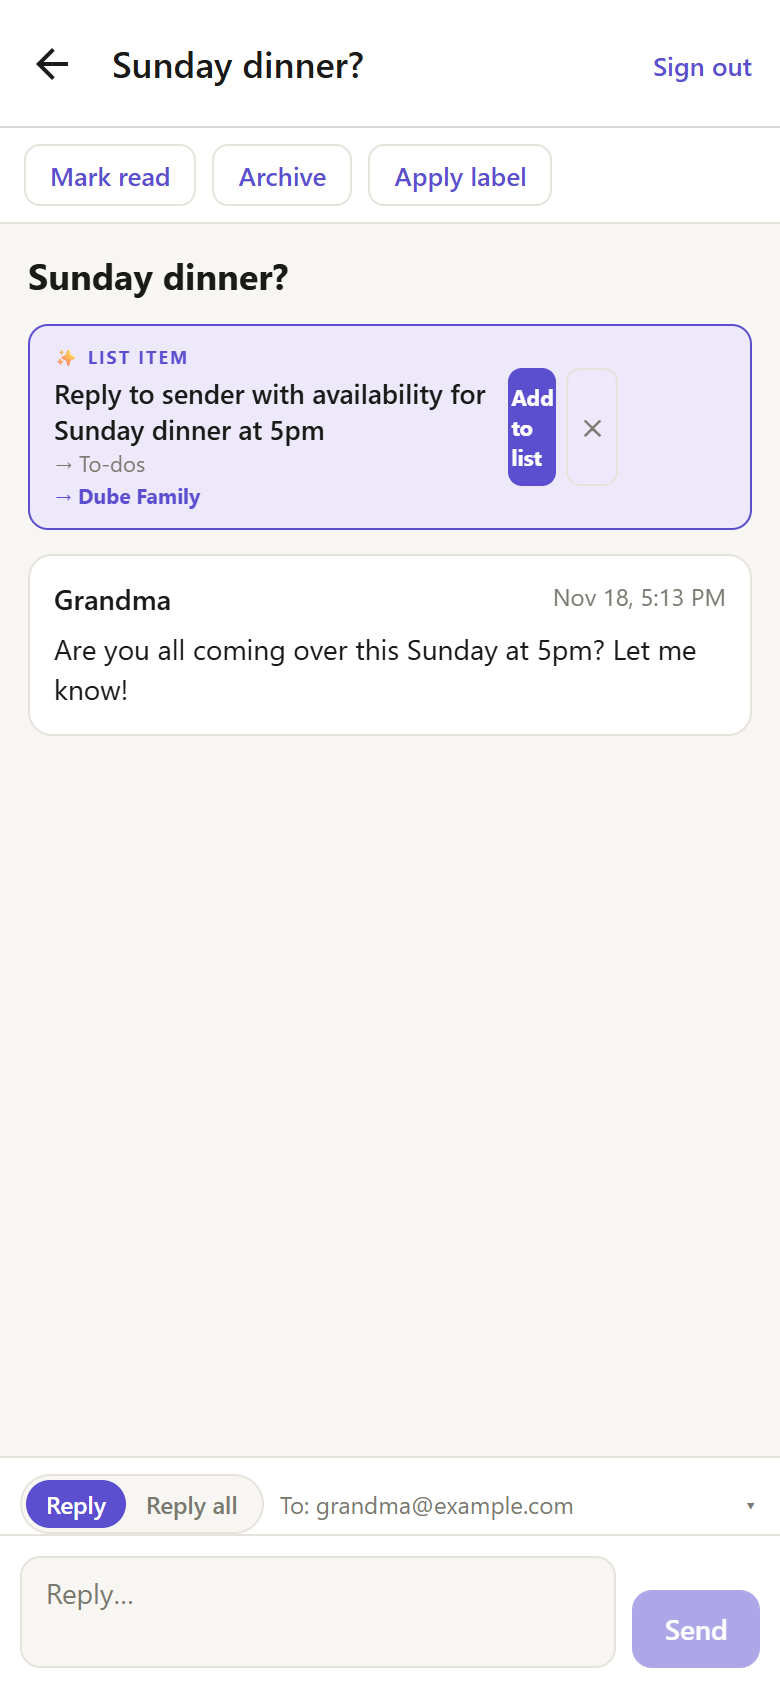 Sunday dinner?
Sign out
Mark read
Archive
Apply label
Sunday dinner?
✨ LIST ITEM
Reply to sender with availability for
Sunday dinner at 5pm
→ To-dos
→ Dube Family
Add
to
list
×
Grandma
Nov 18, 5:13 PM
Are you all coming over this Sunday at 5pm? Let me
know!
Reply
Reply all
To: grandma@example.com
Reply...
Send